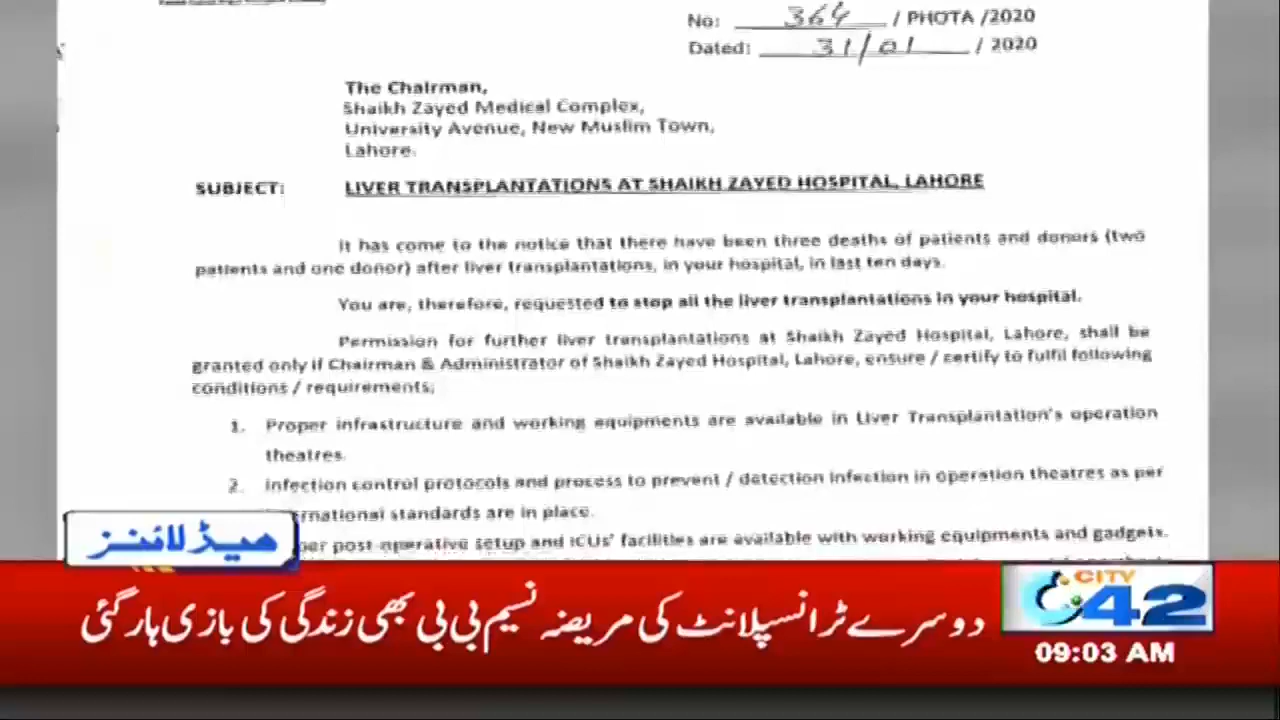 No: 364 / PHOTA /2020
Dated: 31/01 / 2020
The Chairman,
Shaikh Zayed Medical Complex,
University Avenue, New Muslim Town,
Lahore.
SUBJECT: LIVER TRANSPLANTATIONS AT SHAIKH ZAYED HOSPITAL, LAHORE
It has come to the notice that there have been three deaths of patients and donors (two
patients and one donor) after liver transplantations, in your hospital, in last ten days.
You are, therefore, requested to stop all the liver transplantations in your hospital.
Permission for further liver transplantations at Shaikh Zayed Hospital, Lahore, shall be
granted only if Chairman & Administrator of Shaikh Zayed Hospital, Lahore, ensure / certify to fulfil following
conditions / requirements;
1. Proper infrastructure and working equipments are available in Liver Transplantation's operation
theatres.
2. Infection control protocols and process to prevent / detection infection in operation theatres as per
rnational standards are in place.
per post operative setup and ICUs' facilities are available with working equipments and gadgets.
ہیڈلائنز
دوسرے ٹرانسپلانٹ کی مریضہ نسیم بی بی بھی زندگی کی بازی ہار گئی
CITY
42
09:03 AM